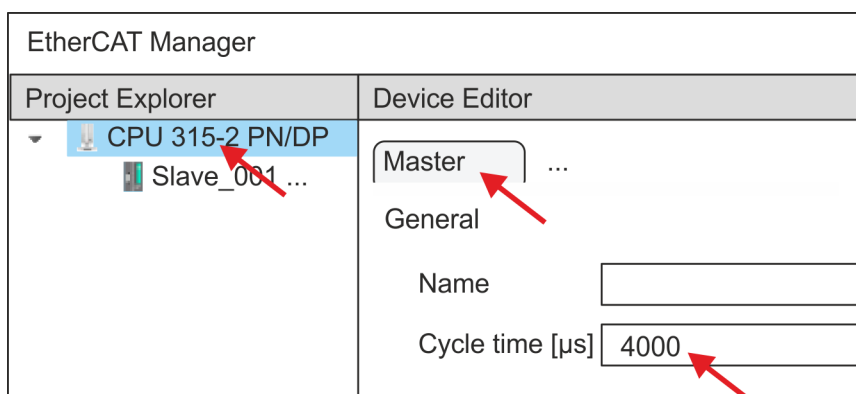 EtherCAT Manager
Project Explorer
Device Editor
CPU 315-2 PN/DP
Slave_001 ...
Master
...
General
Name
Cycle time [µs]
4000